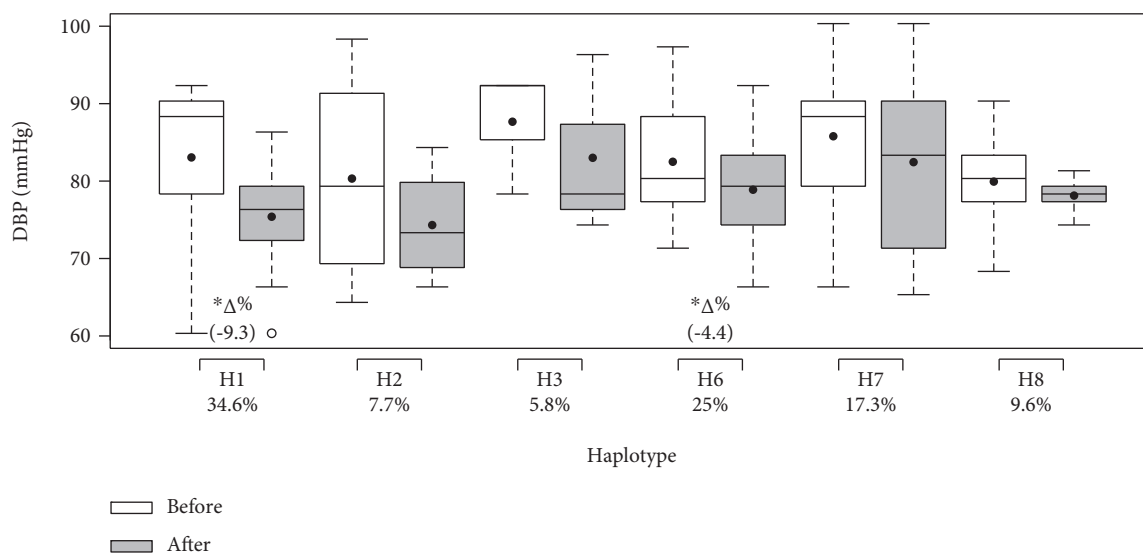 100
90
80
70
60
DBP (mmHg)
*Δ%
(-9.3)
*Δ%
(-4.4)
H1
34.6%
H2
7.7%
H3
5.8%
H6
25%
H7
17.3%
H8
9.6%
Haplotype
Before
After